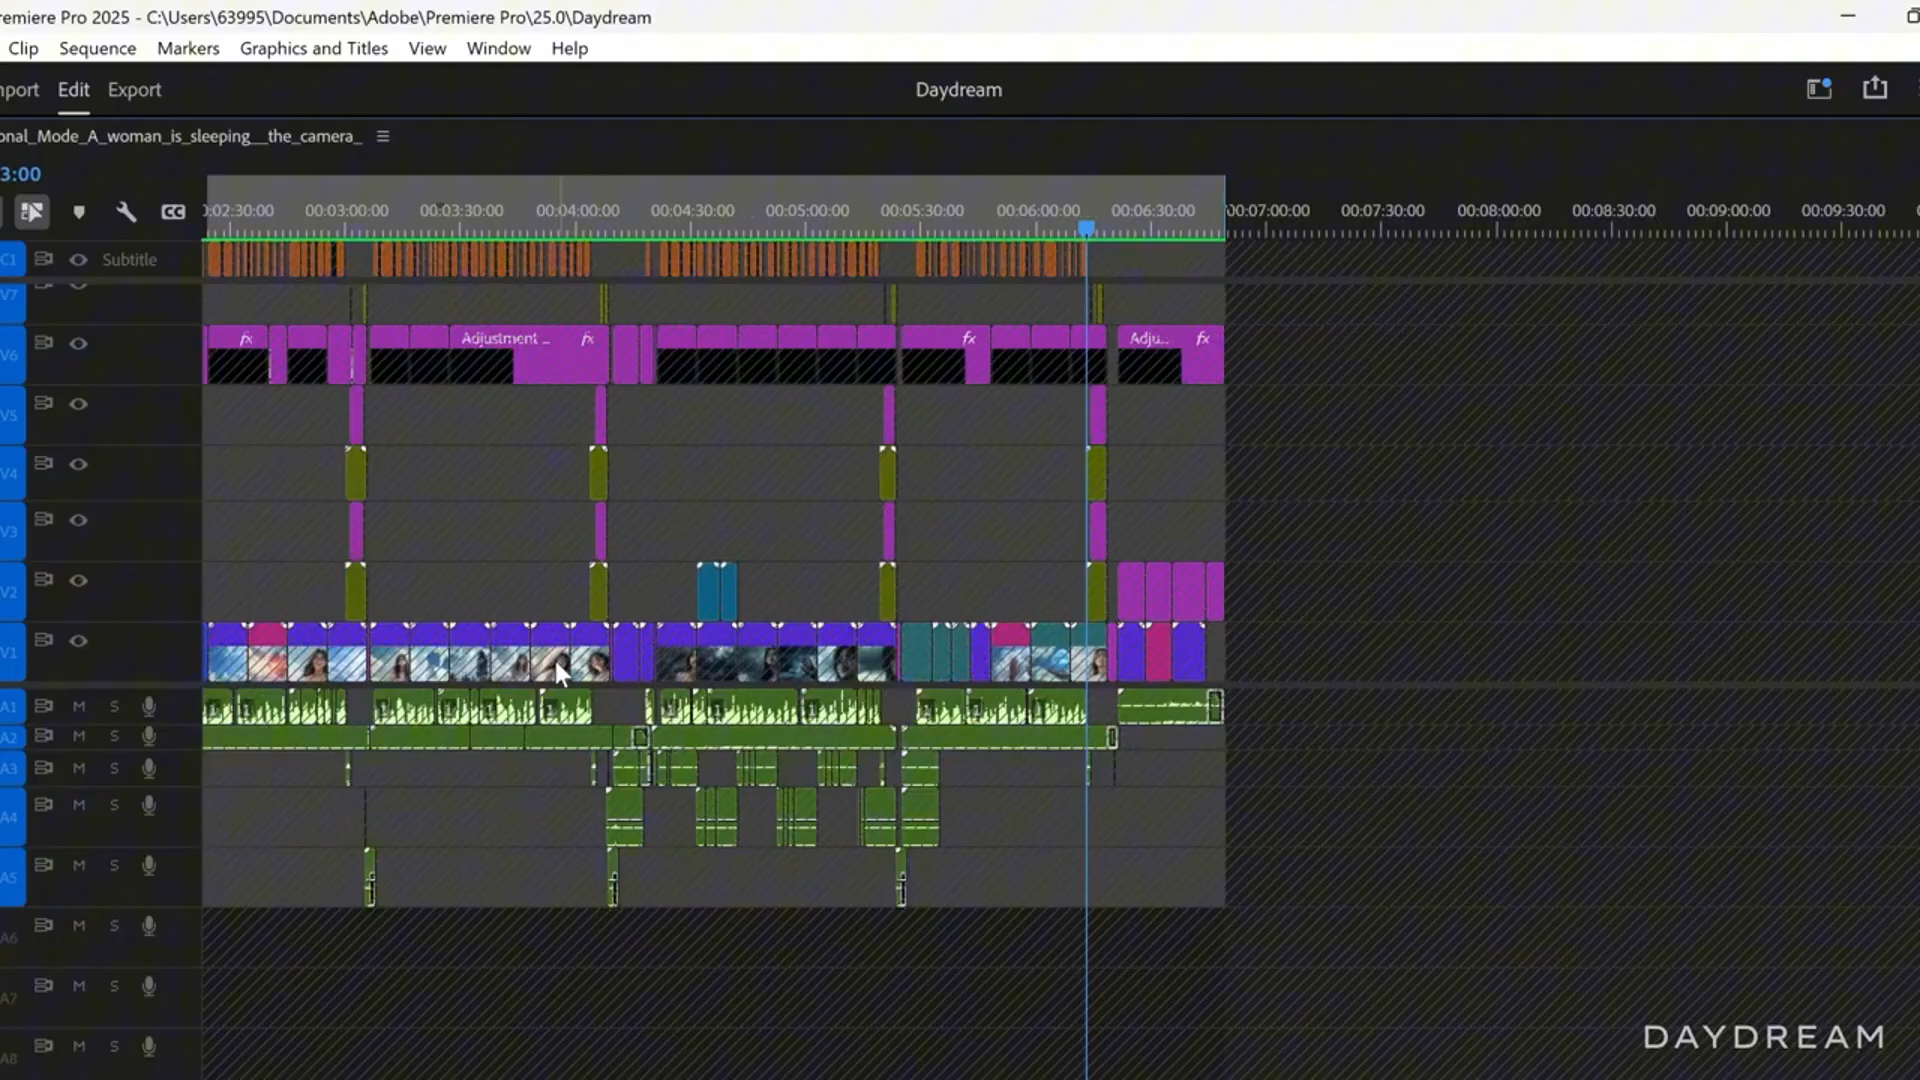 remiere Pro 2025 - C:\Users\63995\Documents\Adobe\Premiere Pro\25.0\Daydream
Clip Sequence Markers Graphics and Titles View Window Help
mport Edit Export Daydream
onal_Mode_A_woman_is_sleeping__the_camera_
3:00
0:02:30:00 00:03:00:00 00:03:30:00 00:04:00:00 00:04:30:00 00:05:00:00 00:05:30:00 00:06:00:00 00:06:30:00 00:07:00:00 00:07:30:00 00:08:00:00 00:08:30:00 00:09:00:00 00:09:30:00
C1 Subtitle
V7
V6 fx Adjustment ... fx fx Adju... fx
V5
V4
V3
V2
V1
A1 M S
A2 M S
A3 M S
A4 M S
A5 M S
A6 M S
A7 M S
A8 M S
DAYDREAM